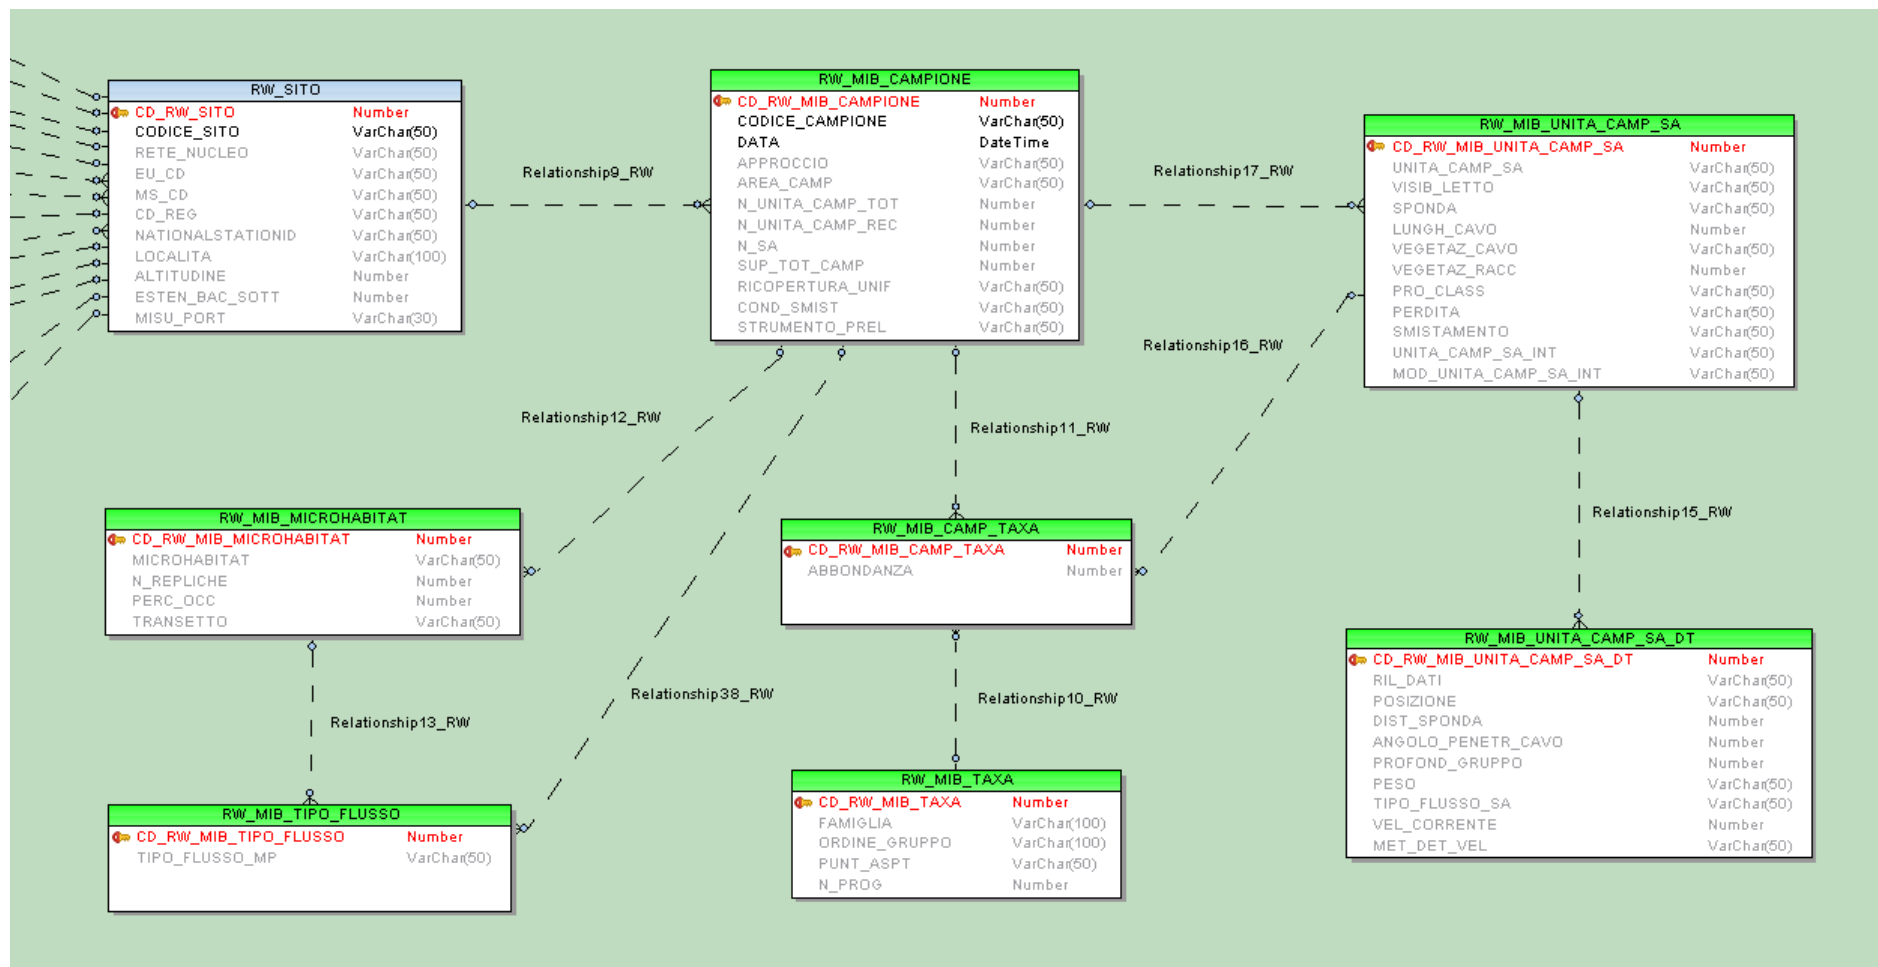 RW_SITO
CD_RW_SITO Number
CODICE_SITO VarChar(50)
RETE_NUCLEO VarChar(50)
EU_CD VarChar(50)
MS_CD VarChar(50)
CD_REG VarChar(50)
NATIONALSTATIONID VarChar(50)
LOCALITA VarChar(100)
ALTITUDINE Number
ESTEN_BAC_SOTT Number
MISU_PORT VarChar(30)
Relationship9_RW
RW_MIB_CAMPIONE
CD_RW_MIB_CAMPIONE Number
CODICE_CAMPIONE VarChar(50)
DATA DateTime
APPROCCIO VarChar(50)
AREA_CAMP VarChar(50)
N_UNITA_CAMP_TOT Number
N_UNITA_CAMP_REC Number
N_SA Number
SUP_TOT_CAMP Number
RICOPERTURA_UNIF VarChar(50)
COND_SMIST VarChar(50)
STRUMENTO_PREL VarChar(50)
Relationship17_RW
RW_MIB_UNITA_CAMP_SA
CD_RW_MIB_UNITA_CAMP_SA Number
UNITA_CAMP_SA VarChar(50)
VISIB_LETTO VarChar(50)
SPONDA VarChar(50)
LUNGH_CAVO Number
VEGETAZ_CAVO VarChar(50)
VEGETAZ_RACC Number
PRO_CLASS VarChar(50)
PERDITA VarChar(50)
SMISTAMENTO VarChar(50)
UNITA_CAMP_SA_INT VarChar(50)
MOD_UNITA_CAMP_SA_INT VarChar(50)
Relationship16_RW
Relationship12_RW
Relationship11_RW
Relationship15_RW
RW_MIB_MICROHABITAT
CD_RW_MIB_MICROHABITAT Number
MICROHABITAT VarChar(50)
N_REPLICHE Number
PERC_OCC Number
TRANSETTO VarChar(50)
RW_MIB_CAMP_TAXA
CD_RW_MIB_CAMP_TAXA Number
ABBONDANZA Number
RW_MIB_UNITA_CAMP_SA_DT
CD_RW_MIB_UNITA_CAMP_SA_DT Number
RIL_DATI VarChar(50)
POSIZIONE VarChar(50)
DIST_SPONDA Number
ANGOLO_PENETR_CAVO Number
PROFOND_GRUPPO Number
PESO VarChar(50)
TIPO_FLUSSO_SA VarChar(50)
VEL_CORRENTE Number
MET_DET_VEL VarChar(50)
Relationship38_RW
Relationship10_RW
Relationship13_RW
RW_MIB_TIPO_FLUSSO
CD_RW_MIB_TIPO_FLUSSO Number
TIPO_FLUSSO_MP VarChar(50)
RW_MIB_TAXA
CD_RW_MIB_TAXA Number
FAMIGLIA VarChar(100)
ORDINE_GRUPPO VarChar(100)
PUNT_ASPT VarChar(50)
N_PROG Number